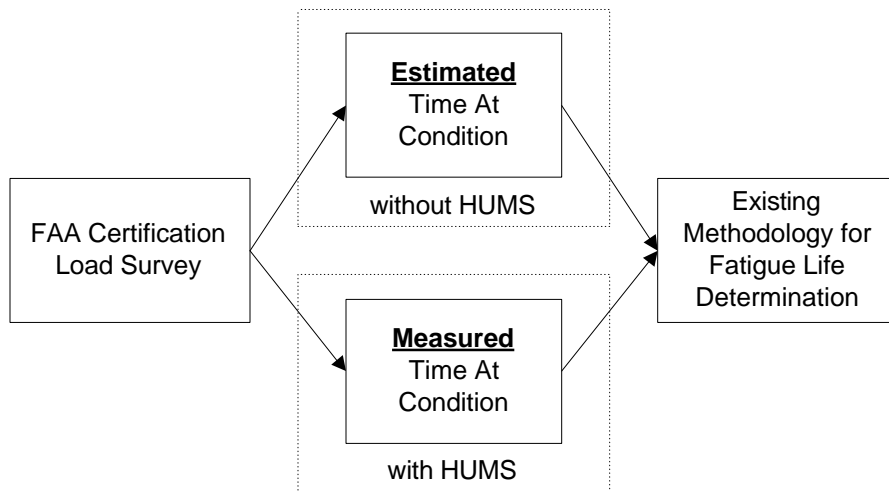 FAA Certification
Load Survey
Estimated
Time At
Condition
without HUMS
Measured
Time At
Condition
with HUMS
Existing
Methodology for
Fatigue Life
Determination